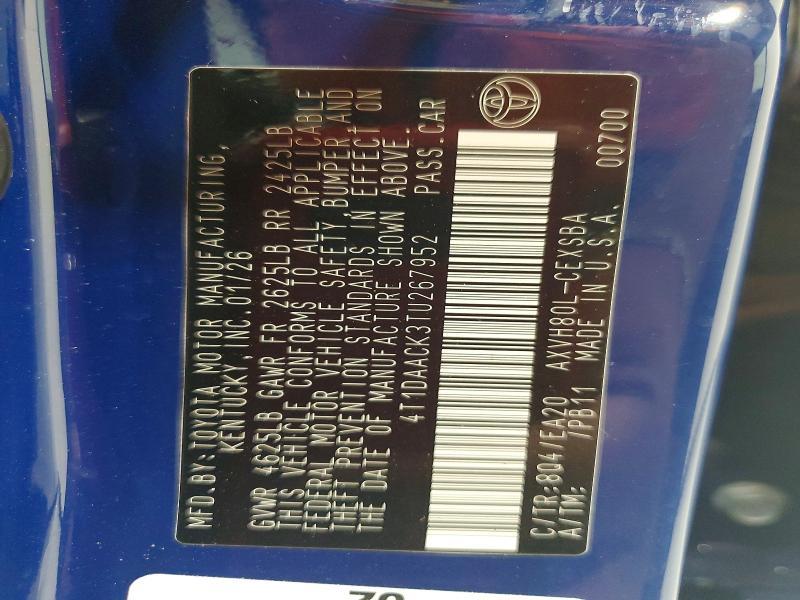 MFD.BY:TOYOTA MOTOR MANUFACTURING,
KENTUCKY,INC.01/26
GVWR 4625LB GAWR FR 2625LB RR 2425LB
THIS VEHICLE CONFORMS TO ALL APPLICABLE
FEDERAL MOTOR VEHICLE SAFETY,BUMPER,AND
THEFT PREVENTION STANDARDS IN EFFECT ON
THE DATE OF MANUFACTURE SHOWN ABOVE.
4T1DAACK3TU267952 PASS.CAR
C/TR:8O4/EA20 AXVH80L-CEXSBA
A/TM: /PB11 MADE IN U.S.A. 00700